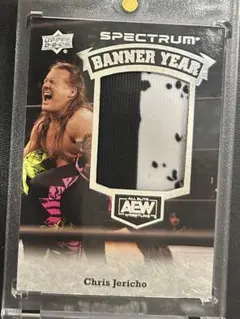 UPPER DECK
SPECTRUM
BANNER YEAR
ALL ELITE
AEW
WRESTLING
Chris Jericho